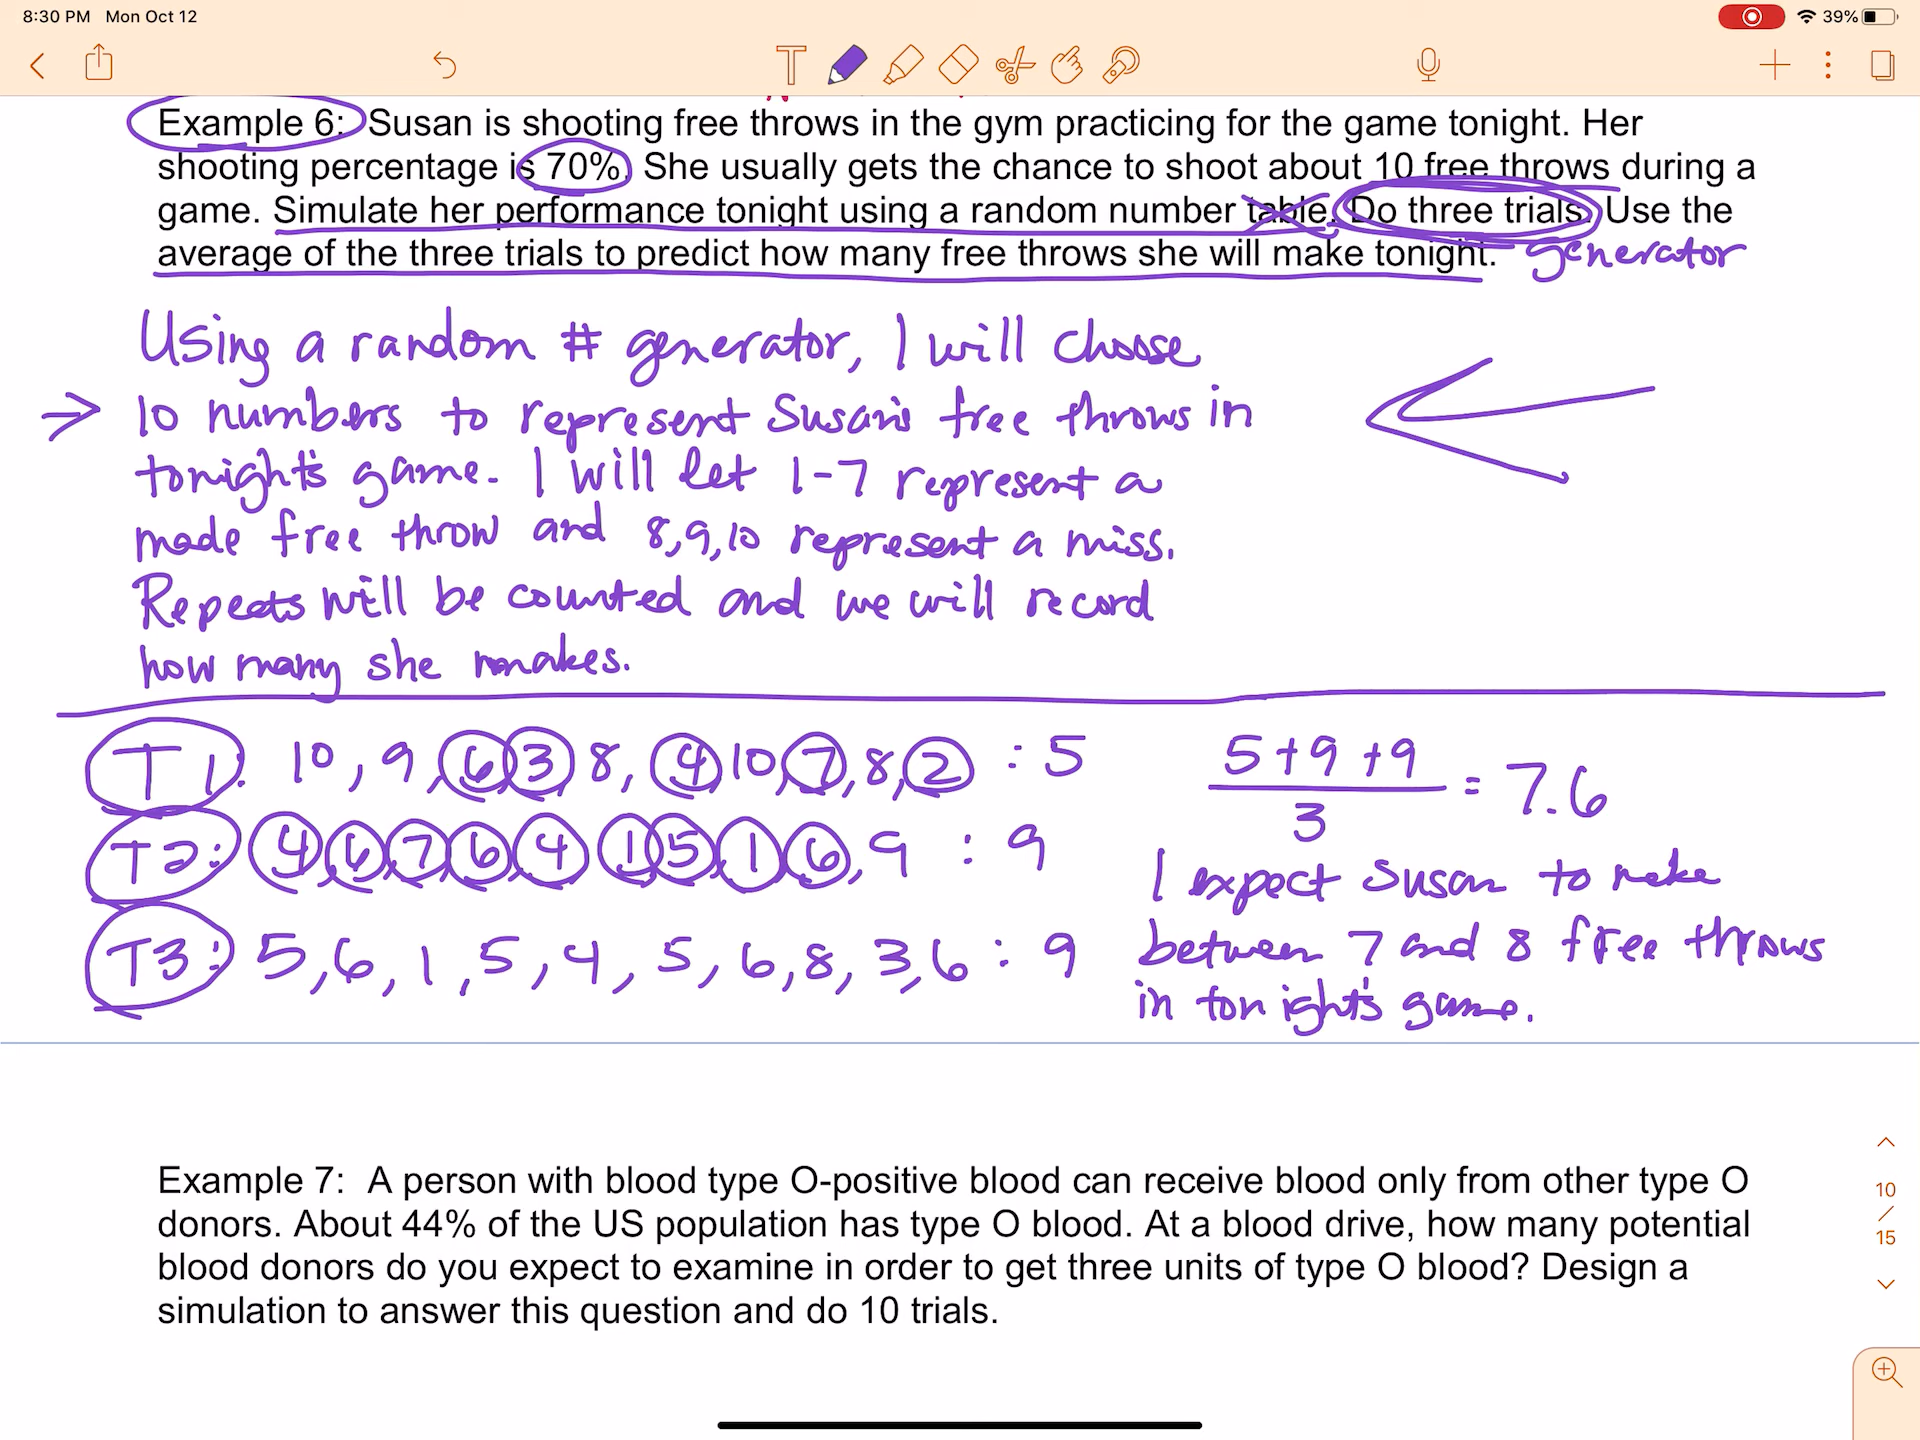 8:30 PM Mon Oct 12
39%
Example 6: Susan is shooting free throws in the gym practicing for the game tonight. Her
shooting percentage is 70%. She usually gets the chance to shoot about 10 free throws during a
game. Simulate her performance tonight using a random number table. Do three trials. Use the
average of the three trials to predict how many free throws she will make tonight. generator
Using a random # generator, I will choose
→ 10 numbers to represent Susan's free throws in
tonight's game. I will let 1-7 represent a
made free throw and 8,9,10 represent a miss.
Repeats will be counted and we will record
how many she makes.
T1: 10, 9, 6, 3, 8, 4, 10, 7, 8, 2 : 5
T2: 4, 6, 7, 6, 4, 1, 5, 1, 6, 9 : 9
T3: 5, 6, 1, 5, 4, 5, 6, 8, 3, 6 : 9
5+9+9
3
= 7.6
I expect Susan to make
between 7 and 8 free throws
in tonight's game.
Example 7: A person with blood type O-positive blood can receive blood only from other type O
donors. About 44% of the US population has type O blood. At a blood drive, how many potential
blood donors do you expect to examine in order to get three units of type O blood? Design a
simulation to answer this question and do 10 trials.
10
/
15